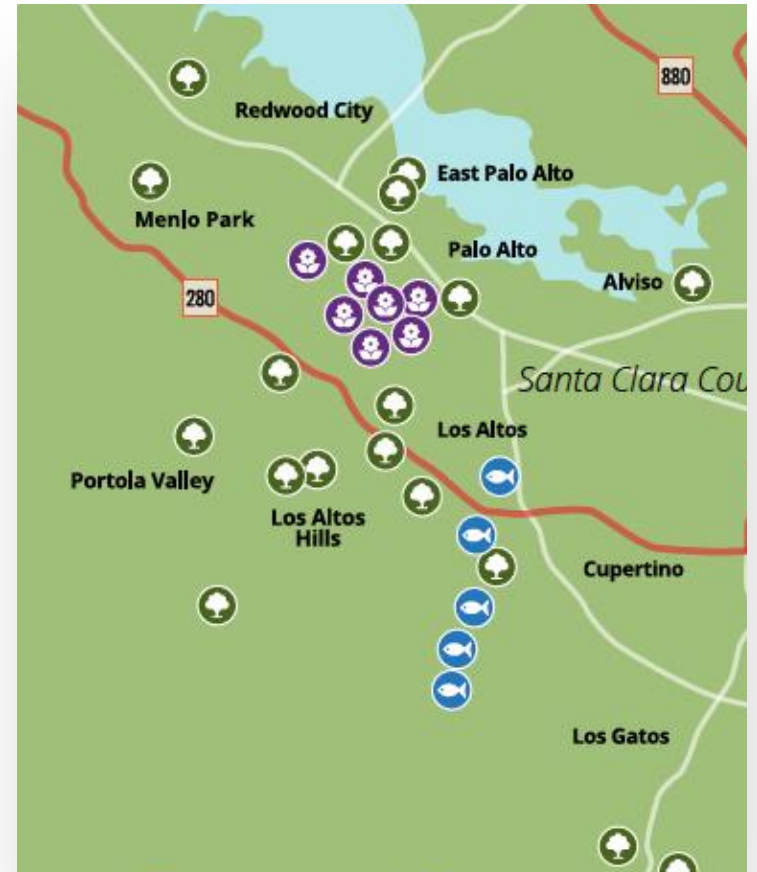 880
Redwood City
East Palo Alto
Menlo Park
Palo Alto
Alviso
280
Santa Clara Cou
Los Altos
Portola Valley
Los Altos
Hills
Cupertino
Los Gatos